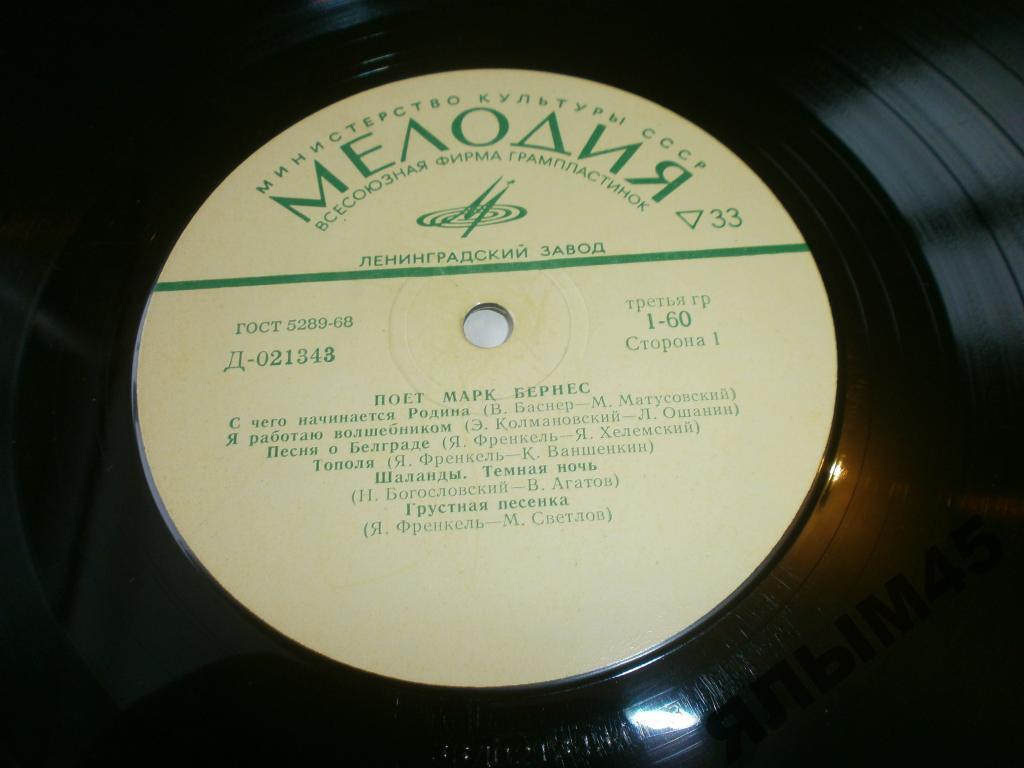 МИНИСТЕРСТВО КУЛЬТУРЫ СССР
МЕЛОДИЯ
ВСЕСОЮЗНАЯ ФИРМА ГРАМПЛАСТИНОК
▽33
ЛЕНИНГРАДСКИЙ ЗАВОД
ГОСТ 5289-68
третья гр
Д-021343
1-60
Сторона 1
ПОЕТ МАРК БЕРНЕС
С чего начинается Родина (В. Баснер—М. Матусовский)
Я работаю волшебником (Э. Колмановский—Л. Ошанин)
Песня о Белграде (Я. Френкель—Я. Хелемский)
Тополя (Я. Френкель—К. Ваншенкин)
Шаланды. Темная ночь
(Н. Богословский—В. Агатов)
Грустная песенка
(Я. Френкель—М. Светлов)
ЯЛЫМ45